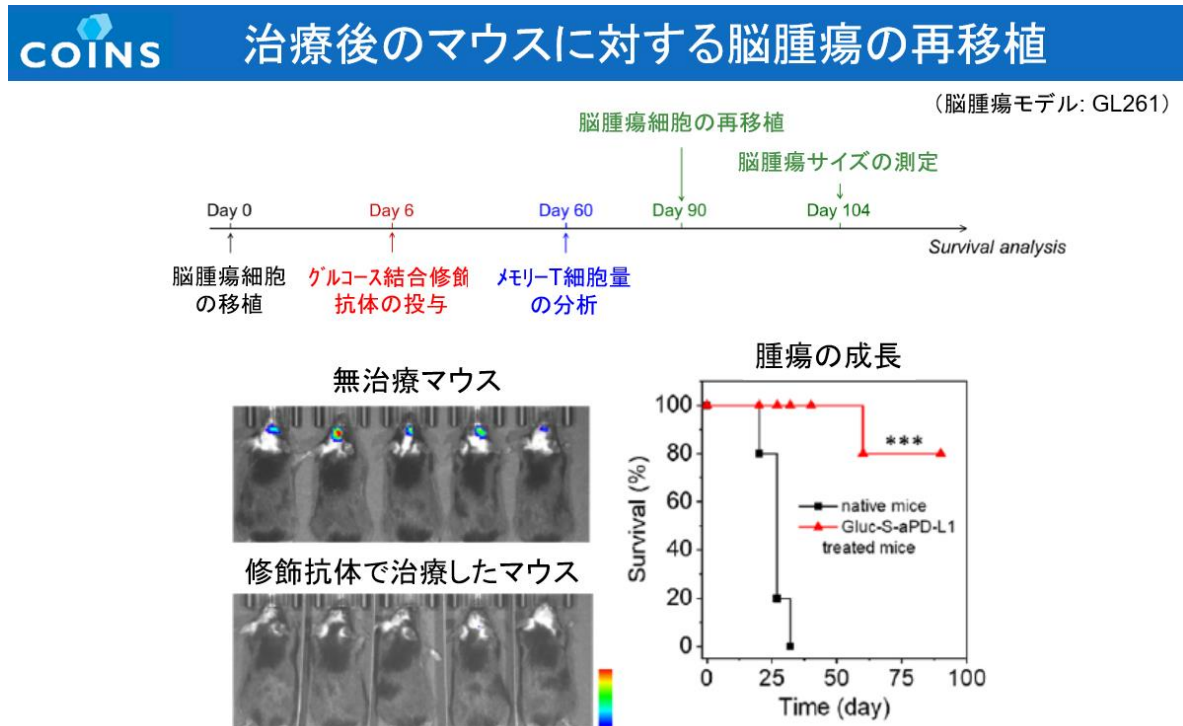 COINS
治療後のマウスに対する脳腫瘍の再移植
（脳腫瘍モデル: GL261）
脳腫瘍細胞の再移植
脳腫瘍サイズの測定
Day 0
Day 6
Day 60
Day 90
Day 104
Survival analysis
脳腫瘍細胞
の移植
ｸﾞﾙｺｰｽ結合修飾
抗体の投与
ﾒﾓﾘｰT細胞量
の分析
無治療マウス
修飾抗体で治療したマウス
腫瘍の成長
Survival (%)
100
80
60
40
20
0
***
native mice
Gluc-S-aPD-L1
treated mice
0
25
50
75
100
Time (day)